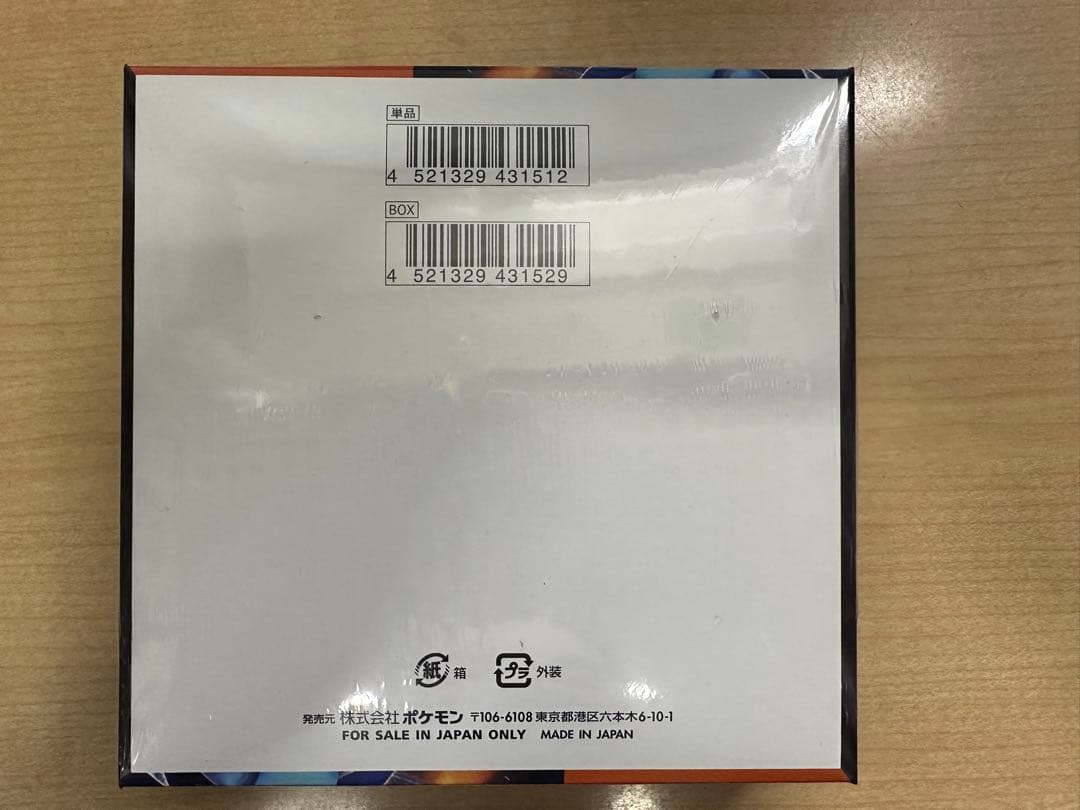 単品
4 521329 431512
BOX
4 521329 431529
紙 箱 プラ 外装
発売元 株式会社 ポケモン 〒106-6108 東京都港区六本木6-10-1
FOR SALE IN JAPAN ONLY MADE IN JAPAN